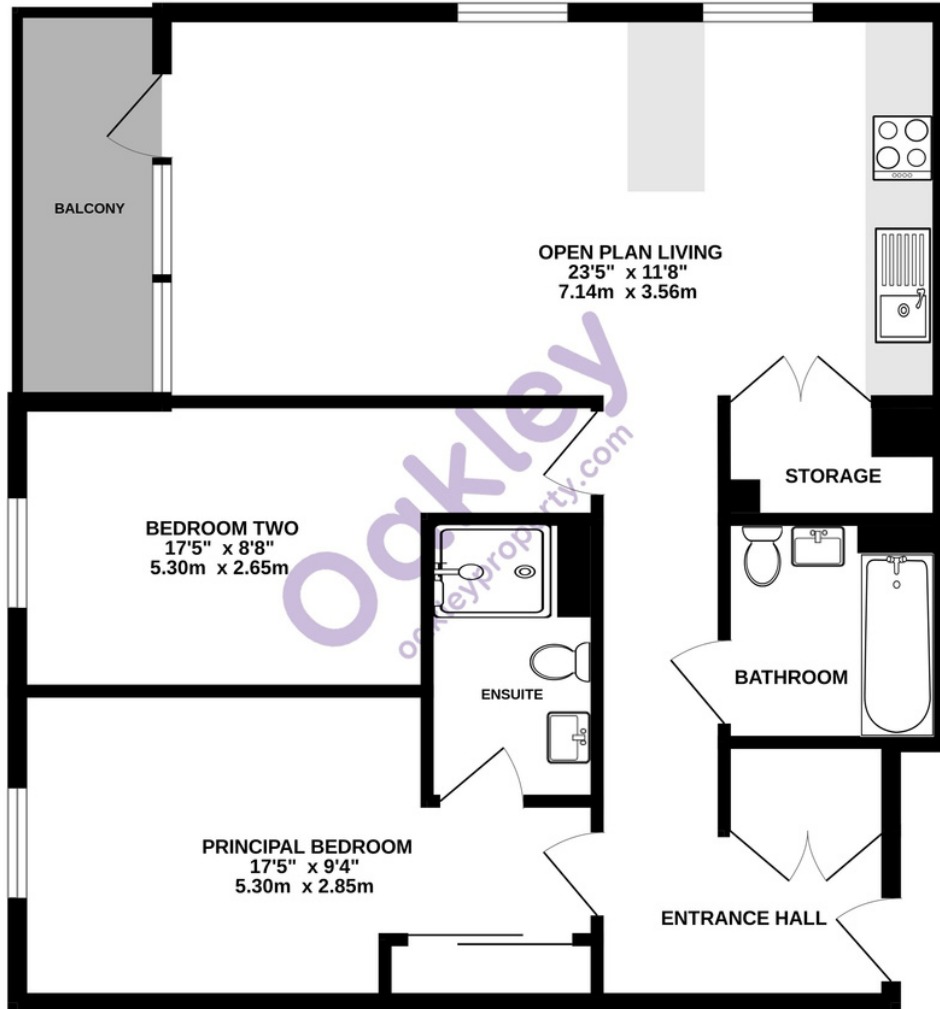 BALCONY
OPEN PLAN LIVING
23'5" x 11'8"
7.14m x 3.56m
Oakley
oakleyproperty.com
STORAGE
BEDROOM TWO
17'5" x 8'8"
5.30m x 2.65m
ENSUITE
BATHROOM
PRINCIPAL BEDROOM
17'5" x 9'4"
5.30m x 2.85m
ENTRANCE HALL